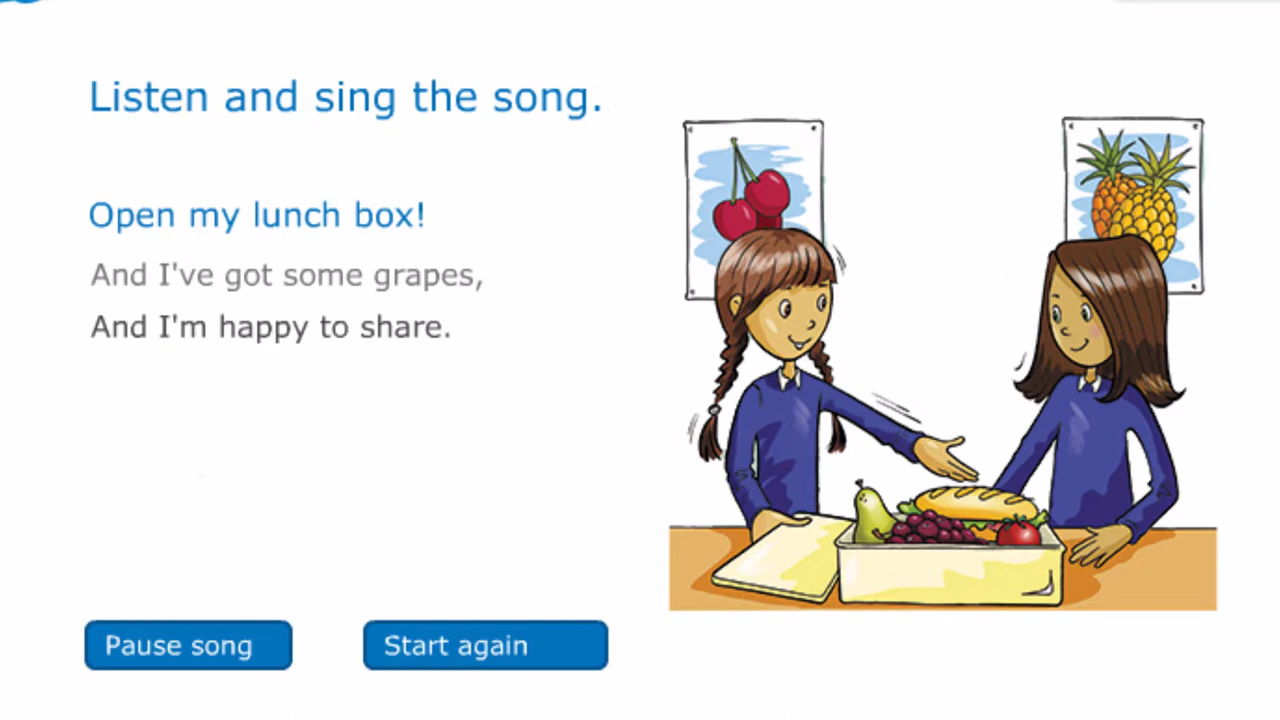 Listen and sing the song.
Open my lunch box!
And I've got some grapes,
And I'm happy to share.
Pause song
Start again